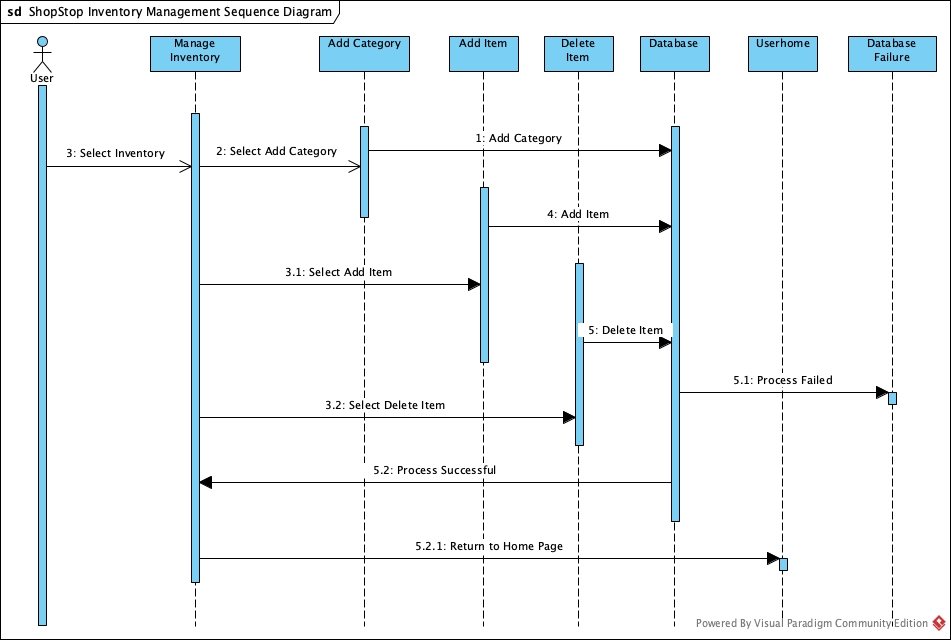 sd ShopStop Inventory Management Sequence Diagram
User
Manage
Inventory
Add Category
Add Item
Delete
Item
Database
Userhome
Database
Failure
1: Add Category
3: Select Inventory
2: Select Add Category
4: Add Item
3.1: Select Add Item
5: Delete Item
5.1: Process Failed
3.2: Select Delete Item
5.2: Process Successful
5.2.1: Return to Home Page
Powered By Visual Paradigm Community Edition